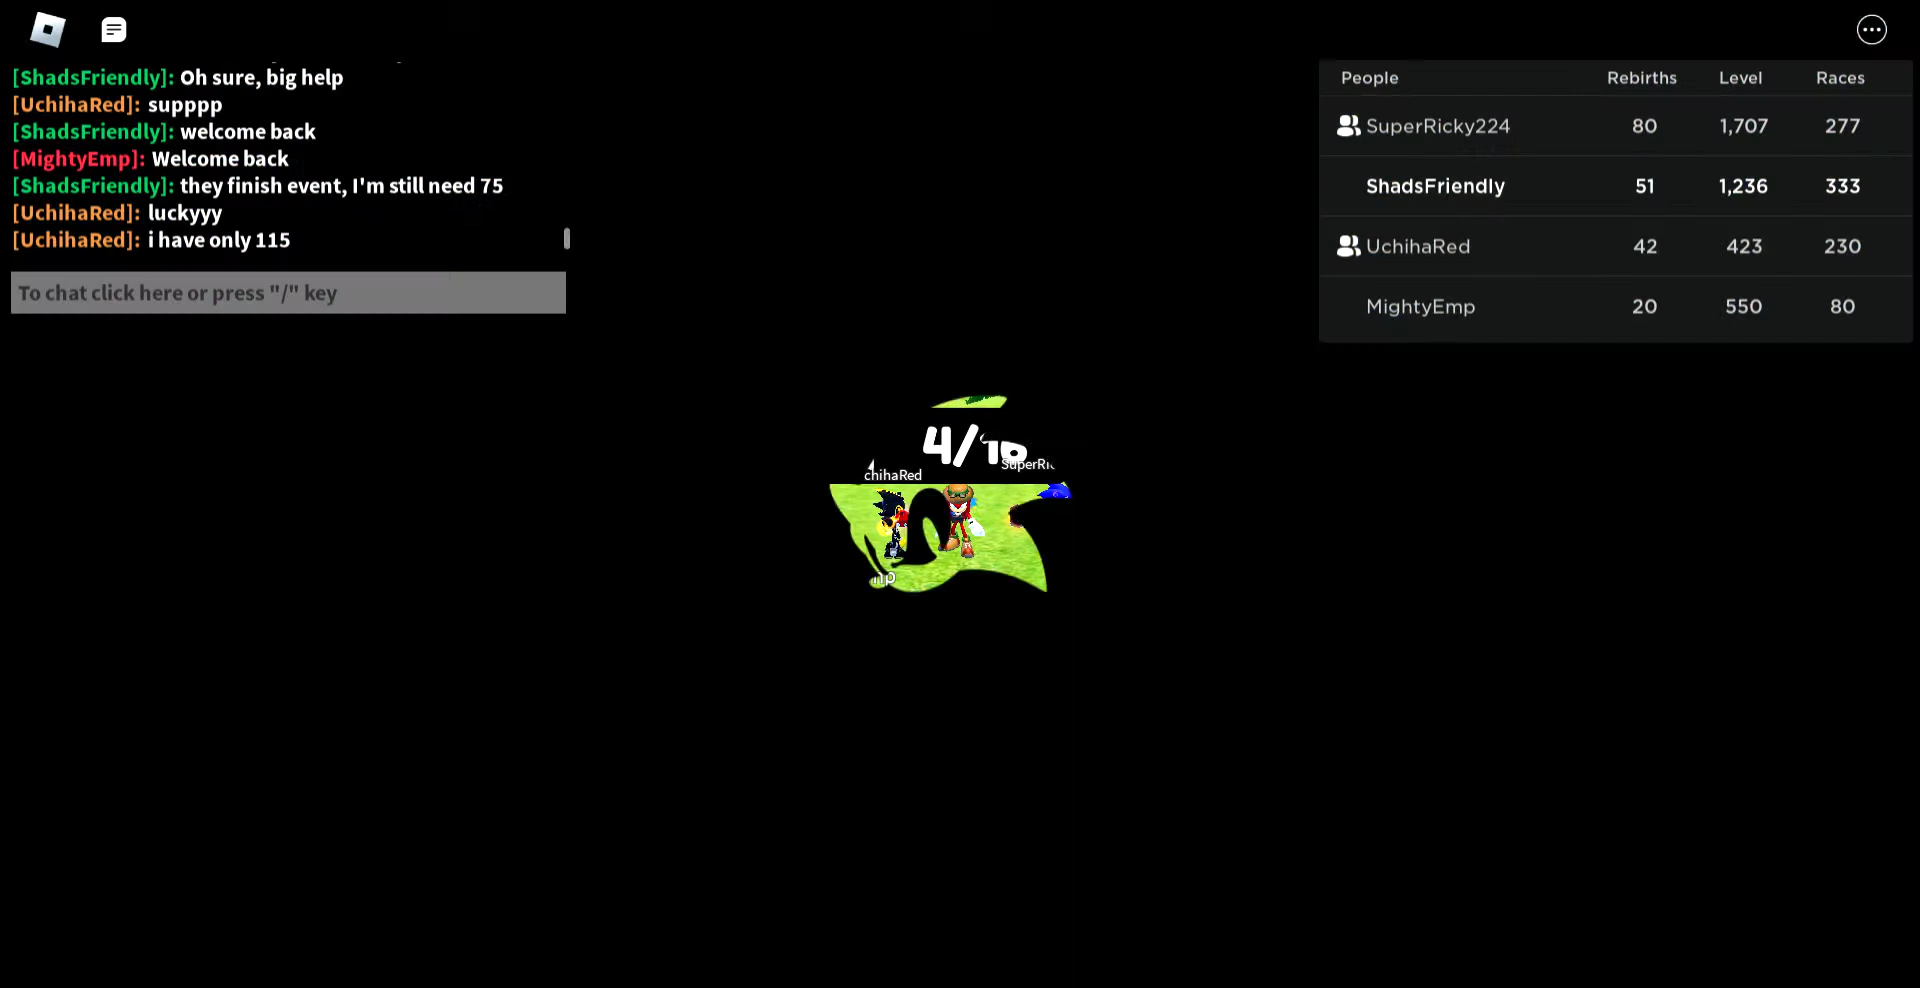 [ShadsFriendly]: Oh sure, big help
[UchihaRed]: supppp
[ShadsFriendly]: welcome back
[MightyEmp]: Welcome back
[ShadsFriendly]: they finish event, I'm still need 75
[UchihaRed]: luckyyy
[UchihaRed]: i have only 115
To chat click here or press "/" key
People Rebirths Level Races
SuperRicky224 80 1,707 277
ShadsFriendly 51 1,236 333
UchihaRed 42 423 230
MightyEmp 20 550 80
4/10
SuperRic
chihaRed